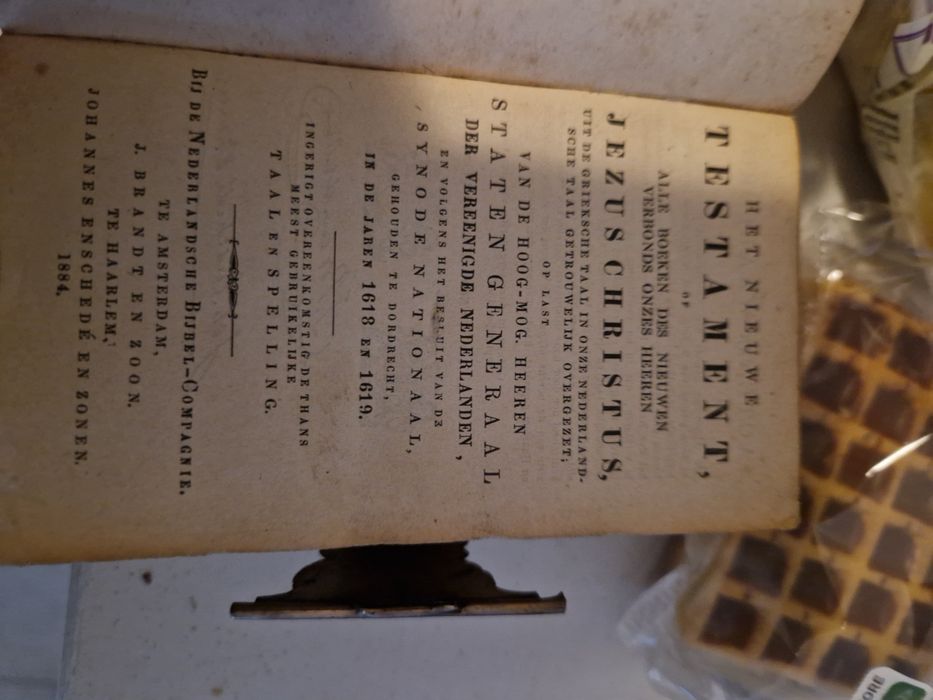 HET NIEUWE
TESTAMENT,
OF
ALLE BOEKEN DES NIEUWEN
VERBONDS ONZES HEEREN
JEZUS CHRISTUS,
UIT DE GRIEKSCHE TAAL IN ONZE NEDERLAND-
SCHE TAAL GETROUWELIJK OVERGEZET;
OP LAST
VAN DE HOOG-MOG. HEEREN
STATEN GENERAAL
DER VEREENIGDE NEDERLANDEN,
EN VOLGENS HET BESLUIT VAN DE
SYNODE NATIONAAL,
GEHOUDEN TE DORDRECHT,
IN DE JAREN 1618 EN 1619.
INGERIGT OVEREENKOMSTIG DE THANS
MEEST GEBRUIKELIJKE
TAALENSPELLING.
BIJ DE NEDERLANDSCHE BIJBEL-COMPAGNIE.
TE AMSTERDAM,
J. BRANDT EN ZOON.
TE HAARLEM,
JOHANNES ENSCHEDÉ EN ZONEN.
1884.